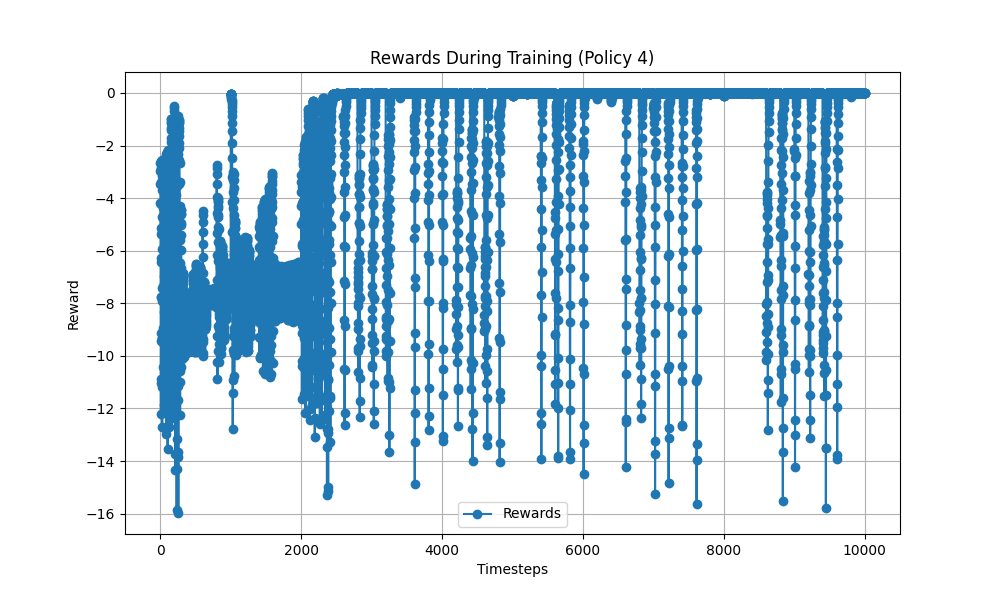 Rewards During Training (Policy 4)
Reward
0
−2
−4
−6
−8
−10
−12
−14
−16
Rewards
0 2000 4000 6000 8000 10000
Timesteps